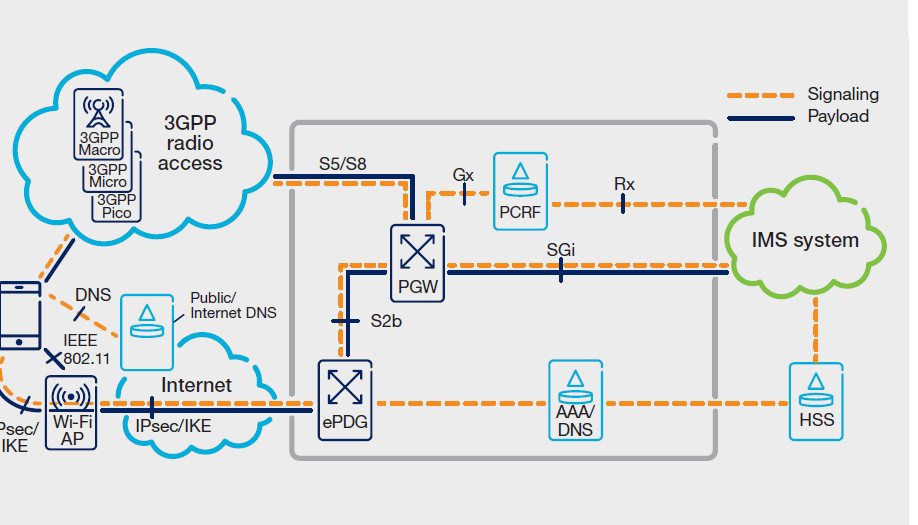 3GPP
radio
access
3GPP
Macro
3GPP
Micro
3GPP
Pico
Signaling
Payload
S5/S8
Gx
PCRF
Rx
IMS system
PGW
SGi
S2b
DNS
Public/
Internet DNS
IEEE
802.11
Internet
IPsec/IKE
Wi-Fi
AP
Psec/
IKE
ePDG
AAA/
DNS
HSS